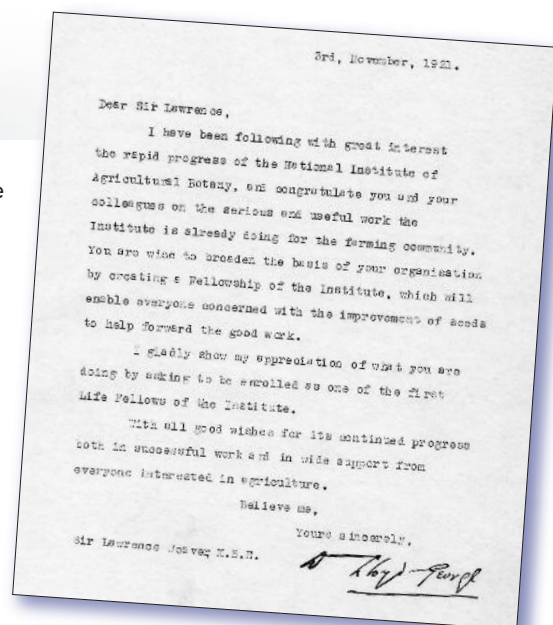 3rd, November, 1921.
Dear Sir Lawrence,
I have been following with great interest
the rapid progress of the National Institute of
Agricultural Botany, and congratulate you and your
colleagues on the serious and useful work the
Institute is already doing for the farming community.
You are wise to broaden the basis of your organisation
by creating a Fellowship of the Institute, which will
enable everyone concerned with the improvement of seeds
to help forward the good work.
I gladly show my appreciation of what you are
doing by asking to be enrolled as one of the first
Life Fellows of the Institute.
With all good wishes for its continued progress
both in successful work and in wide support from
everyone interested in agriculture.
Believe me,
Yours sincerely,
Sir Lawrence Weaver K.B.E.
D Lloyd-George
e